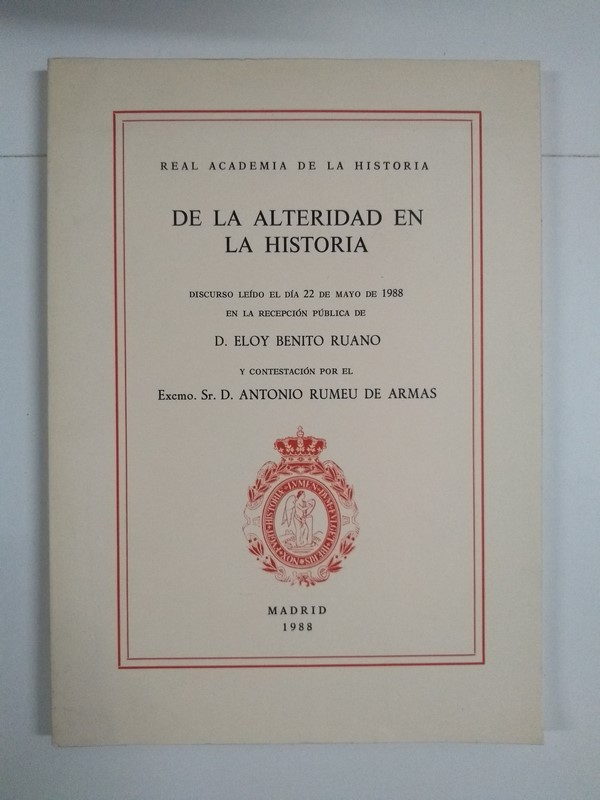 REAL ACADEMIA DE LA HISTORIA
DE LA ALTERIDAD EN
LA HISTORIA
DISCURSO LEÍDO EL DÍA 22 DE MAYO DE 1988
EN LA RECEPCIÓN PÚBLICA DE
D. ELOY BENITO RUANO
Y CONTESTACIÓN POR EL
Excmo. Sr. D. ANTONIO RUMEU DE ARMAS
MADRID
1988